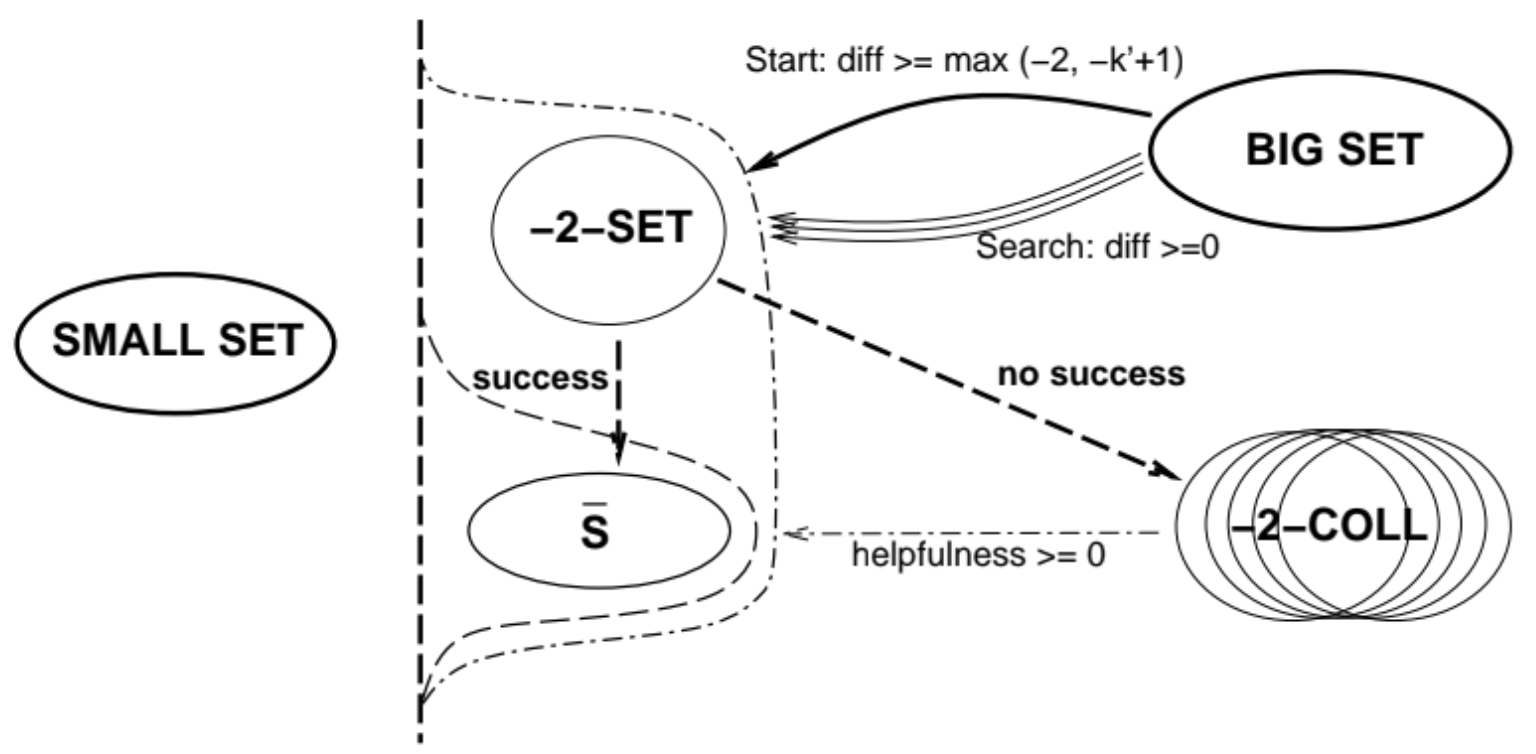 Start: diff >= max (−2, −k'+1)
BIG SET
−2−SET
Search: diff >=0
SMALL SET
success
no success
S̅
−2−COLL
helpfulness >= 0